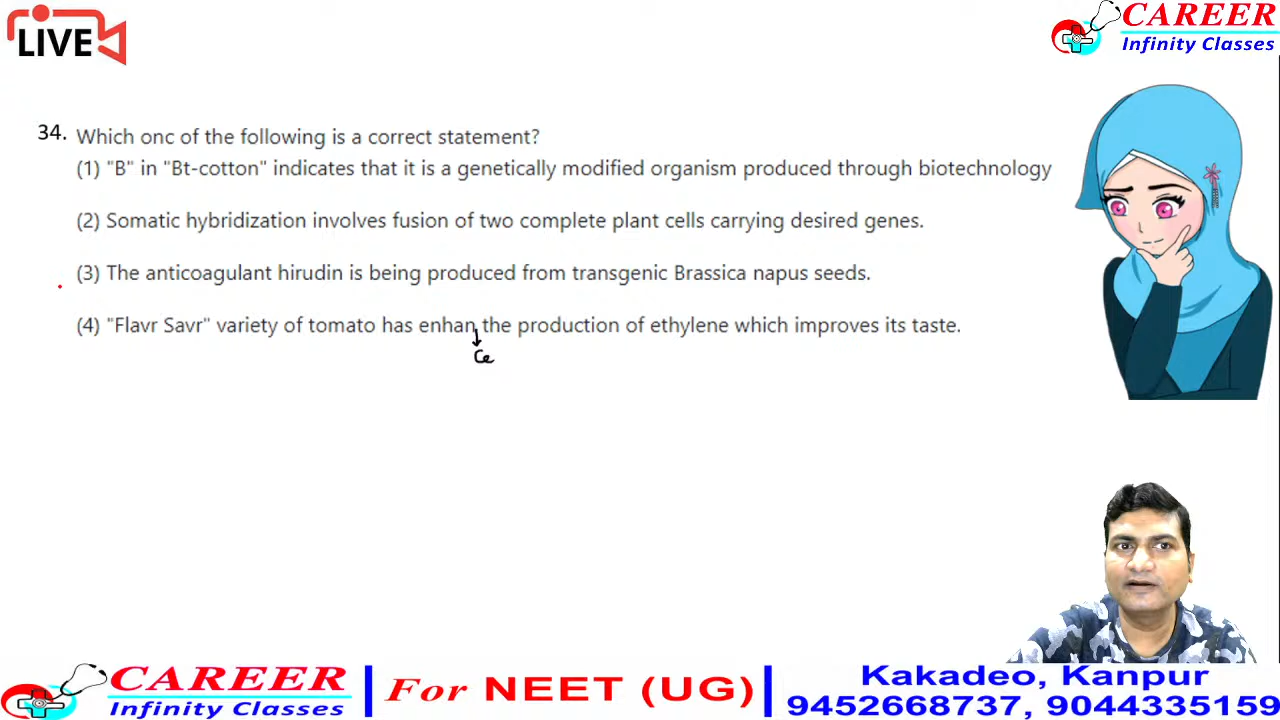 LIVE
CAREER
Infinity Classes
34. Which onc of the following is a correct statement?
(1) "B" in "Bt-cotton" indicates that it is a genetically modified organism produced through biotechnology
(2) Somatic hybridization involves fusion of two complete plant cells carrying desired genes.
(3) The anticoagulant hirudin is being produced from transgenic Brassica napus seeds.
(4) "Flavr Savr" variety of tomato has enhan the production of ethylene which improves its taste.
Ce
CAREER
Infinity Classes
For NEET (UG)
Kakadeo, Kanpur
9452668737, 9044335159